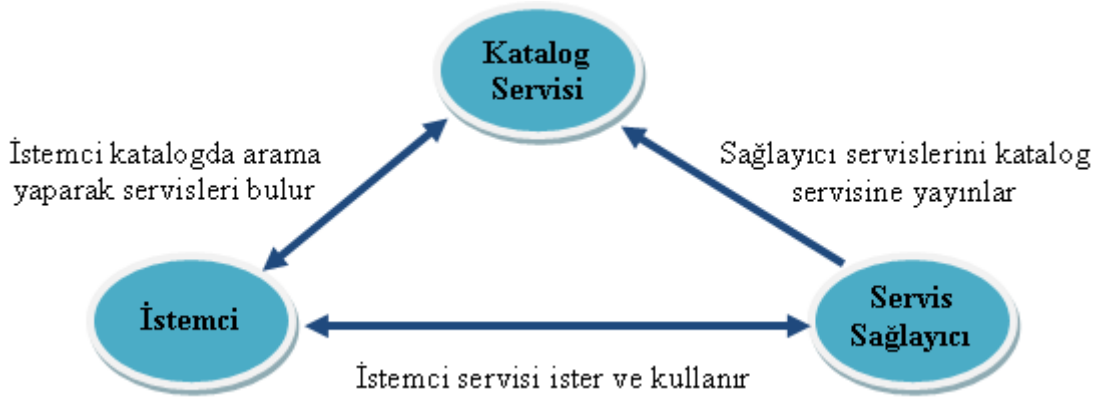 Katalog
Servisi
İstemci katalogda arama
yaparak servisleri bulur
Sağlayıcı servislerini katalog
servisine yayınlar
İstemci
Servis
Sağlayıcı
İstemci servisi ister ve kullanır